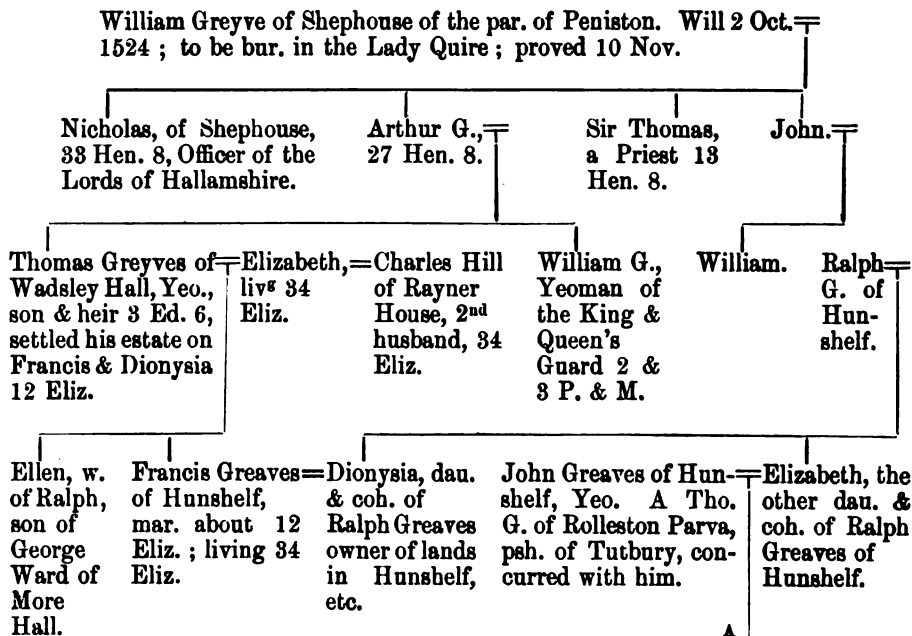 William Greyve of Shephouse of the par. of Peniston. Will 2 Oct.
1524 ; to be bur. in the Lady Quire ; proved 10 Nov.
Nicholas, of Shephouse,
33 Hen. 8, Officer of the
Lords of Hallamshire.
Arthur G.,
27 Hen. 8.
Sir Thomas,
a Priest 13
Hen. 8.
John.
Thomas Greyves of
Wadsley Hall, Yeo.,
son & heir 3 Ed. 6,
settled his estate on
Francis & Dionysia
12 Eliz.
Elizabeth,
livg 34
Eliz.
Charles Hill
of Rayner
House, 2nd
husband, 34
Eliz.
William G.,
Yeoman of
the King &
Queen's
Guard 2 &
3 P. & M.
William.
Ralph
G. of
Hun-
shelf.
Ellen, w.
of Ralph,
son of
George
Ward of
More
Hall.
Francis Greaves
of Hunshelf,
mar. about 12
Eliz. ; living 34
Eliz.
Dionysia, dau.
& coh. of
Ralph Greaves
owner of lands
in Hunshelf,
etc.
John Greaves of Hun-
shelf, Yeo. A Tho.
G. of Rolleston Parva,
psh. of Tutbury, con-
curred with him.
Elizabeth, the
other dau. &
coh. of Ralph
Greaves of
Hunshelf.
A